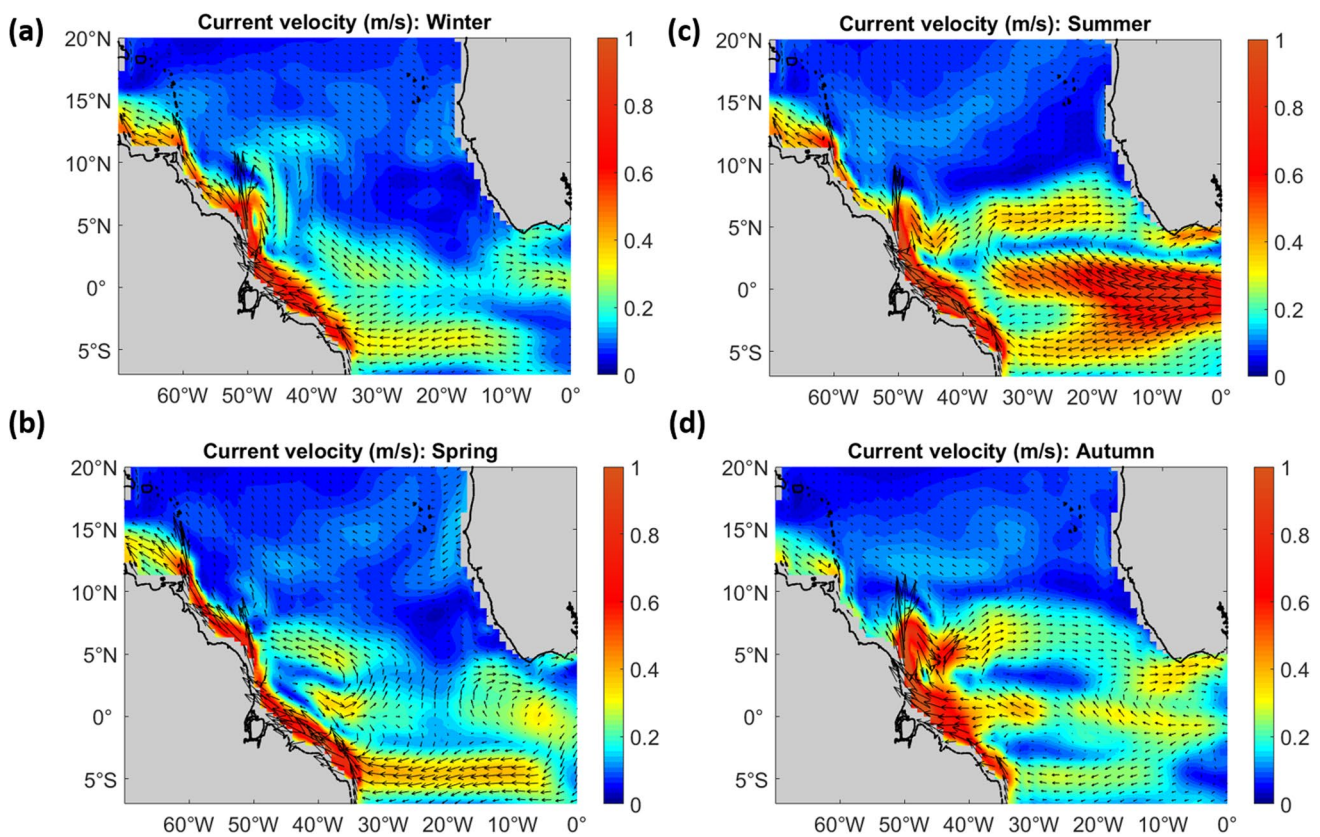 (a)
Current velocity (m/s): Winter
20°N
15°N
10°N
5°N
0°
5°S
60°W 50°W 40°W 30°W 20°W 10°W 0°
1
0.8
0.6
0.4
0.2
0
(c)
Current velocity (m/s): Summer
20°N
15°N
10°N
5°N
0°
5°S
60°W 50°W 40°W 30°W 20°W 10°W 0°
1
0.8
0.6
0.4
0.2
0
(b)
Current velocity (m/s): Spring
20°N
15°N
10°N
5°N
0°
5°S
60°W 50°W 40°W 30°W 20°W 10°W 0°
1
0.8
0.6
0.4
0.2
0
(d)
Current velocity (m/s): Autumn
20°N
15°N
10°N
5°N
0°
5°S
60°W 50°W 40°W 30°W 20°W 10°W 0°
1
0.8
0.6
0.4
0.2
0